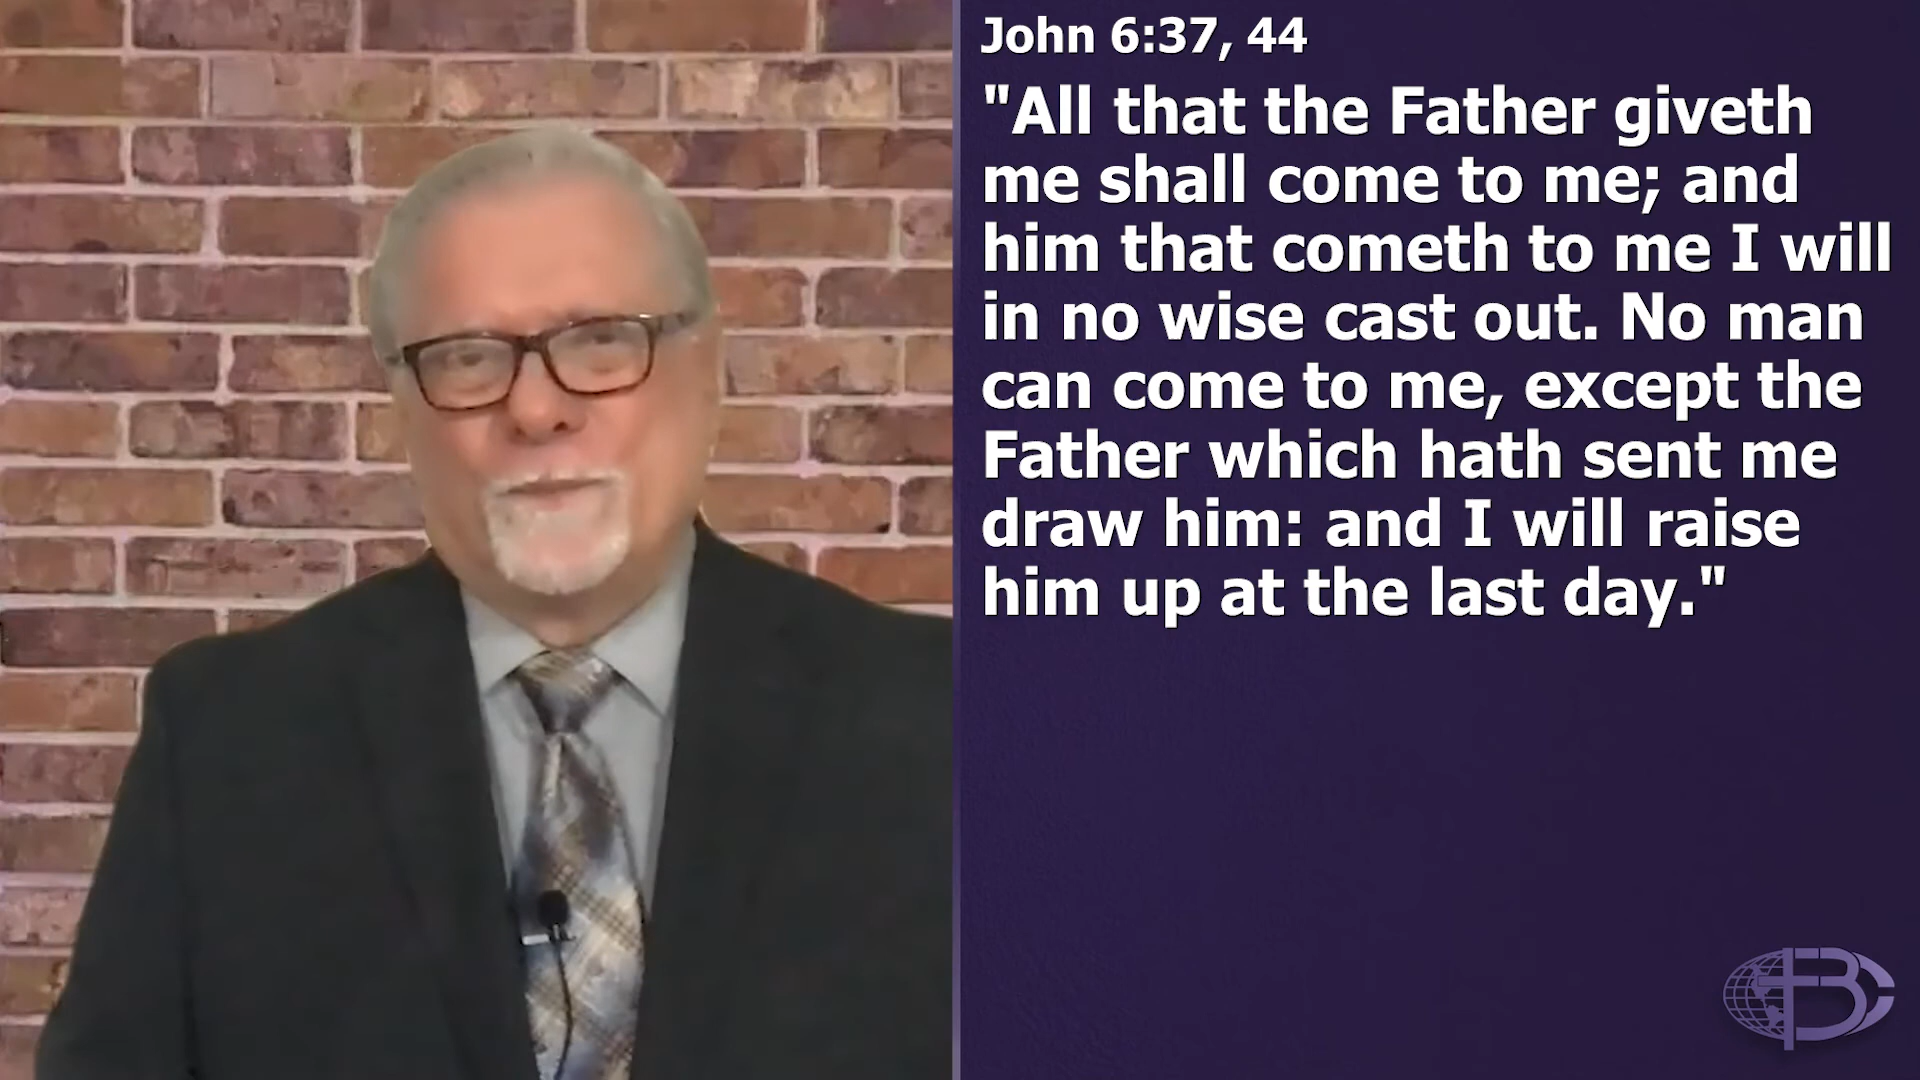 John 6:37, 44
"All that the Father giveth
me shall come to me; and
him that cometh to me I will
in no wise cast out. No man
can come to me, except the
Father which hath sent me
draw him: and I will raise
him up at the last day."